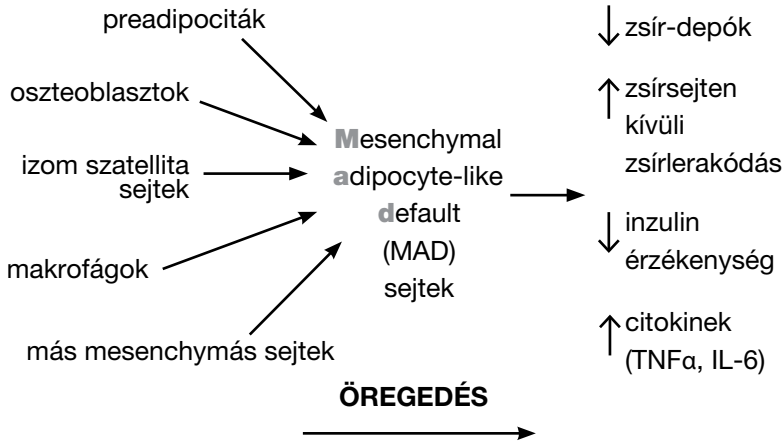 preadipociták
oszteoblasztok
izom szatellita
sejtek
makrofágok
más mesenchymás sejtek
Mesenchymal
adipocyte-like
default
(MAD)
sejtek
↓ zsír-depók
↑ zsírsejten
kívüli
zsírlerakódás
↓ inzulin
érzékenység
↑ citokinek
(TNFα, IL-6)
ÖREGEDÉS